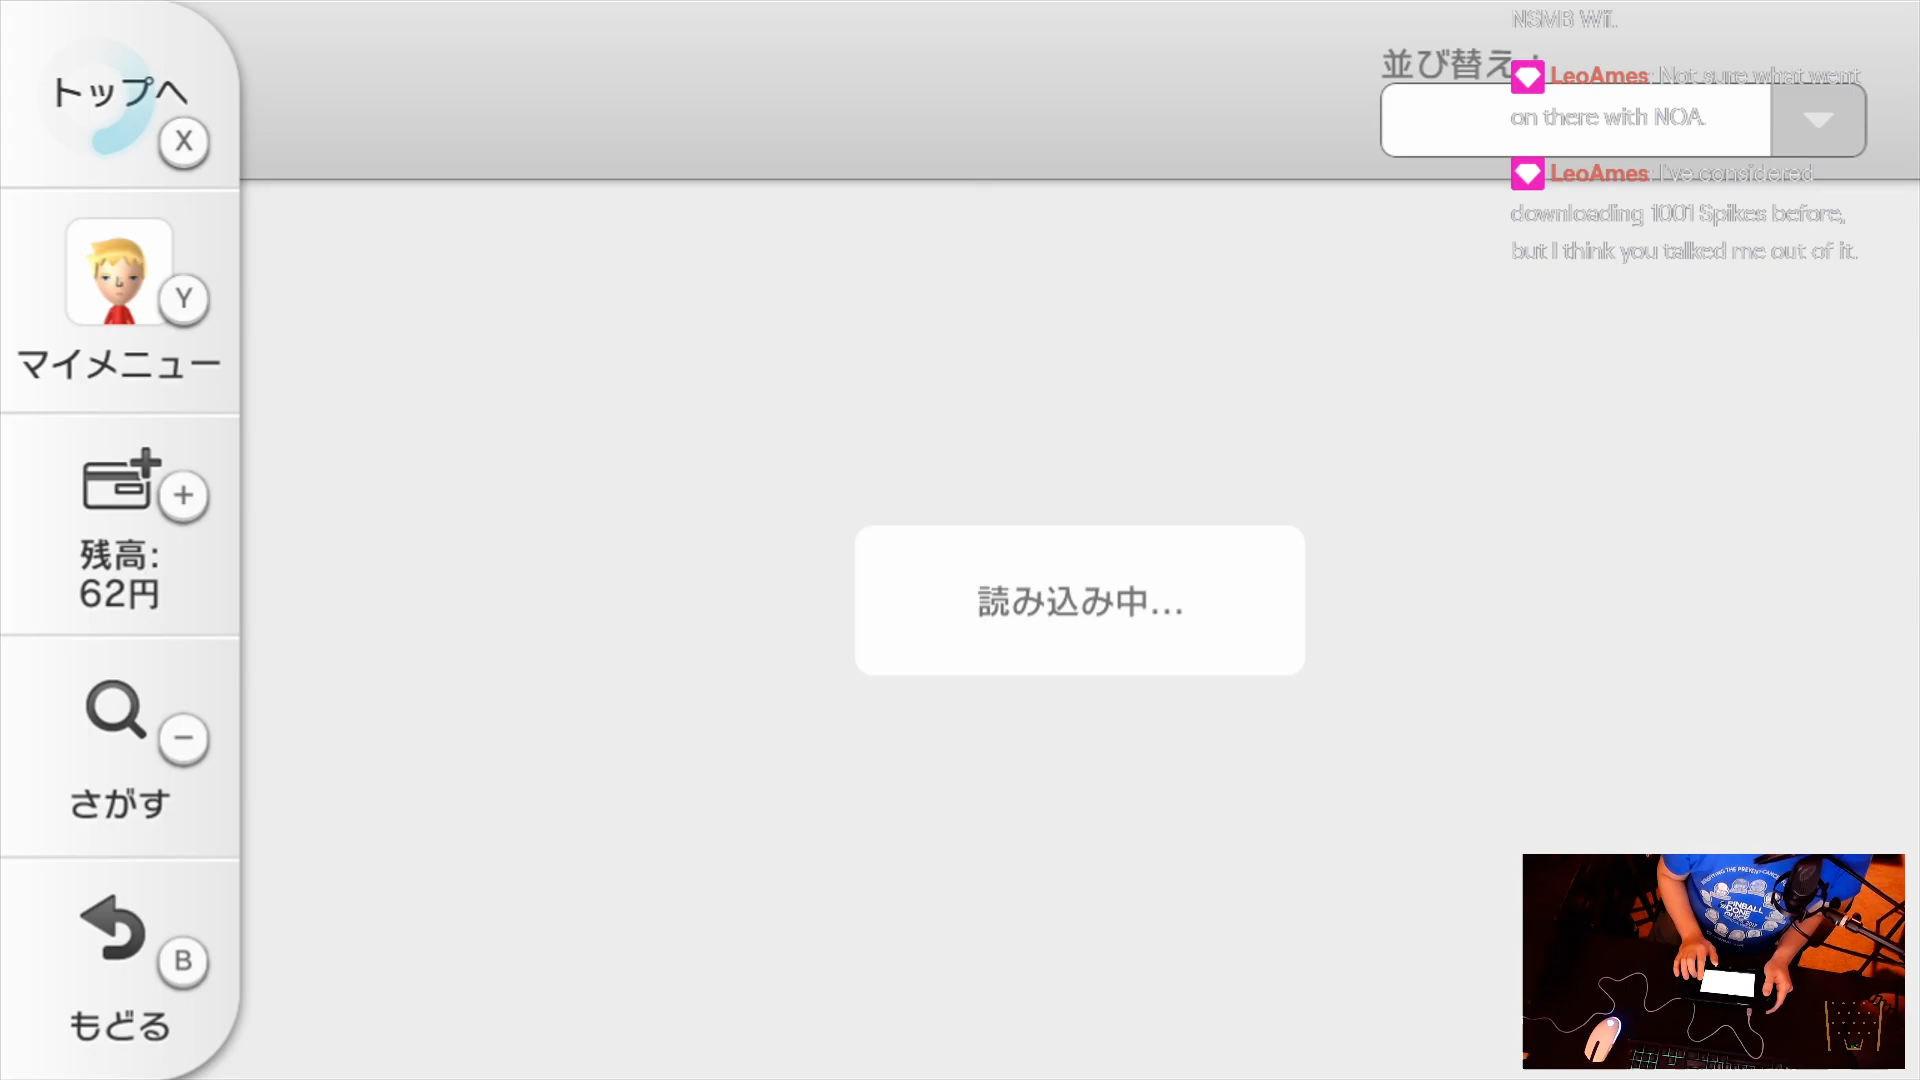 トップへ
X
Y
マイメニュー
+
残高:
62円
−
さがす
B
もどる
並び替え:
読み込み中...
NSMB Wii.
LeoAmes: Not sure what went
on there with NOA.
LeoAmes: I've considered
downloading 1001 Spikes before,
but I think you talked me out of it.
PINBALL
2017